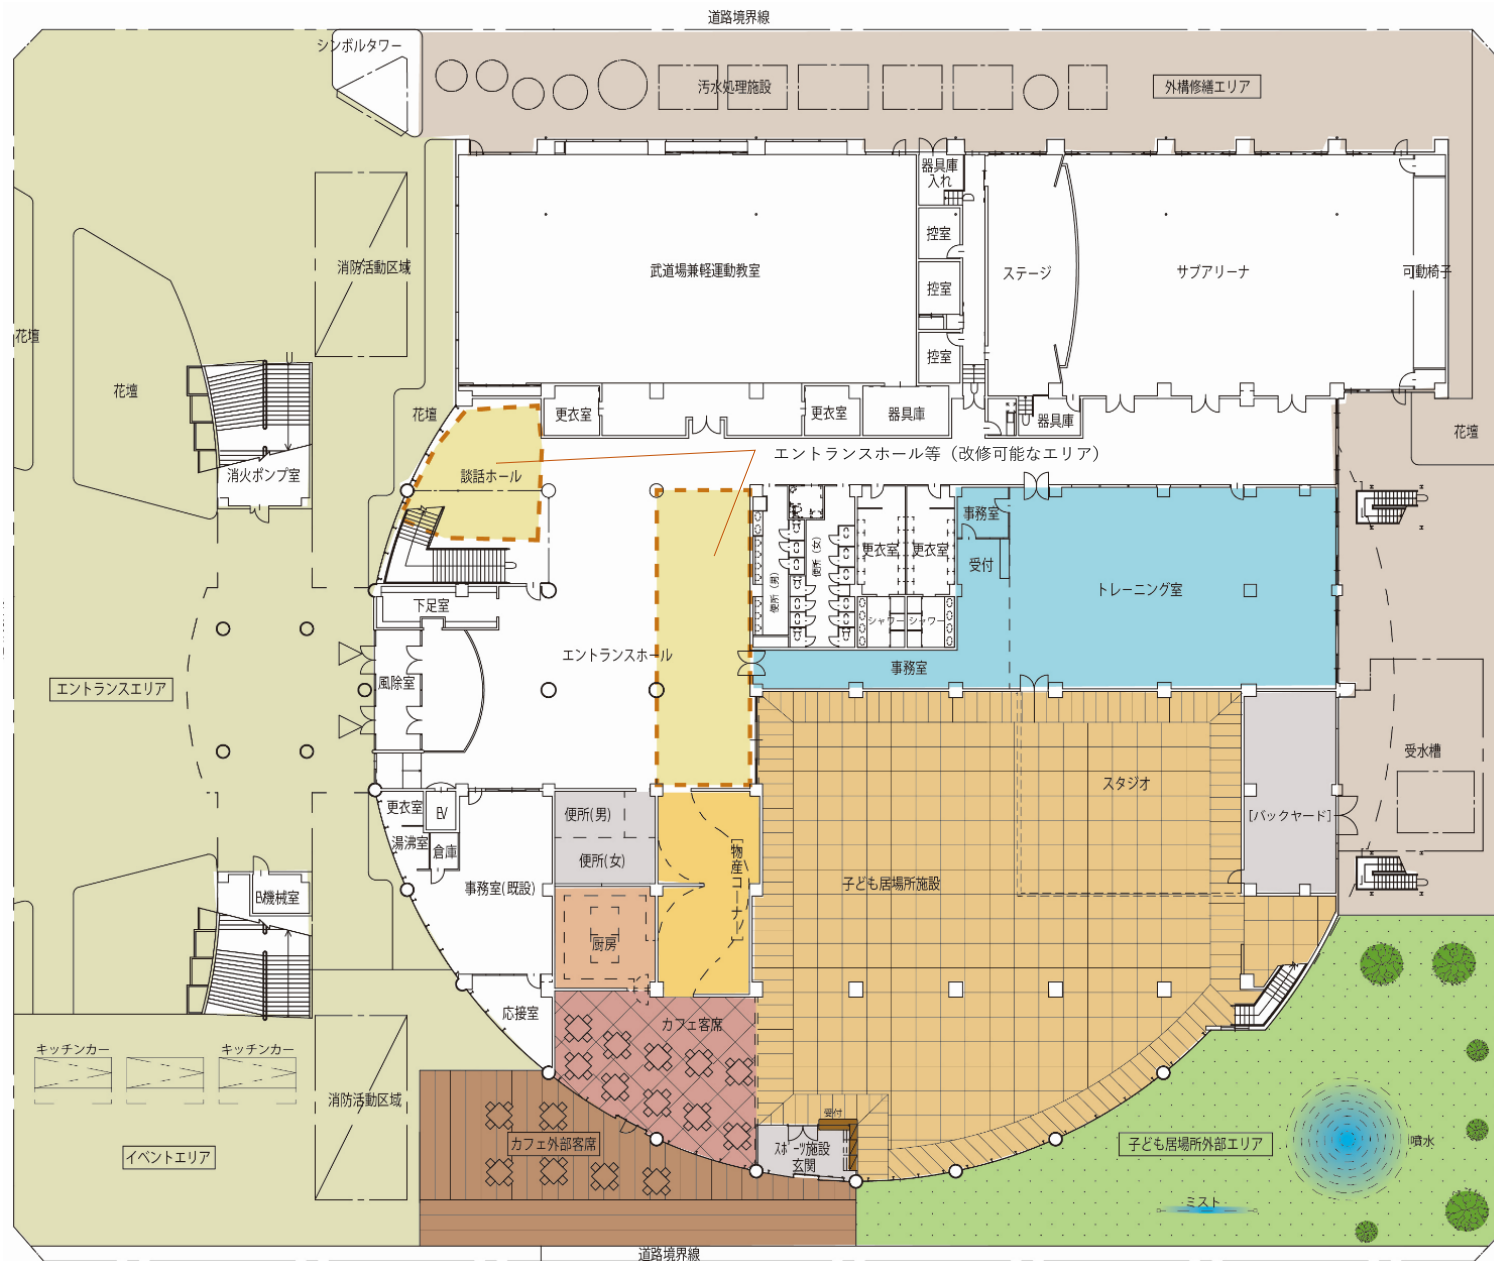 道路境界線
シンボルタワー
汚水処理施設
外構修繕エリア
器具庫
入れ
控室
控室
控室
武道場兼軽運動教室
ステージ
サブアリーナ
可動椅子
消防活動区域
花壇
花壇
花壇
花壇
更衣室
更衣室
器具庫
器具庫
エントランスホール等（改修可能なエリア）
談話ホール
消火ポンプ室
事務室
受付
更衣室
更衣室
便所（女）
便所（男）
シャワー
シャワー
トレーニング室
下足室
エントランスホール
事務室
風除室
エントランスエリア
受水槽
スタジオ
[バックヤード]
更衣室
EV
湯沸室
倉庫
便所(男)
便所(女)
[物産コーナー]
事務室(既設)
子ども居場所施設
B機械室
厨房
応接室
カフェ客席
キッチンカー
キッチンカー
消防活動区域
受付
スポーツ施設
玄関
カフェ外部客席
イベントエリア
子ども居場所外部エリア
噴水
ミスト
道路境界線